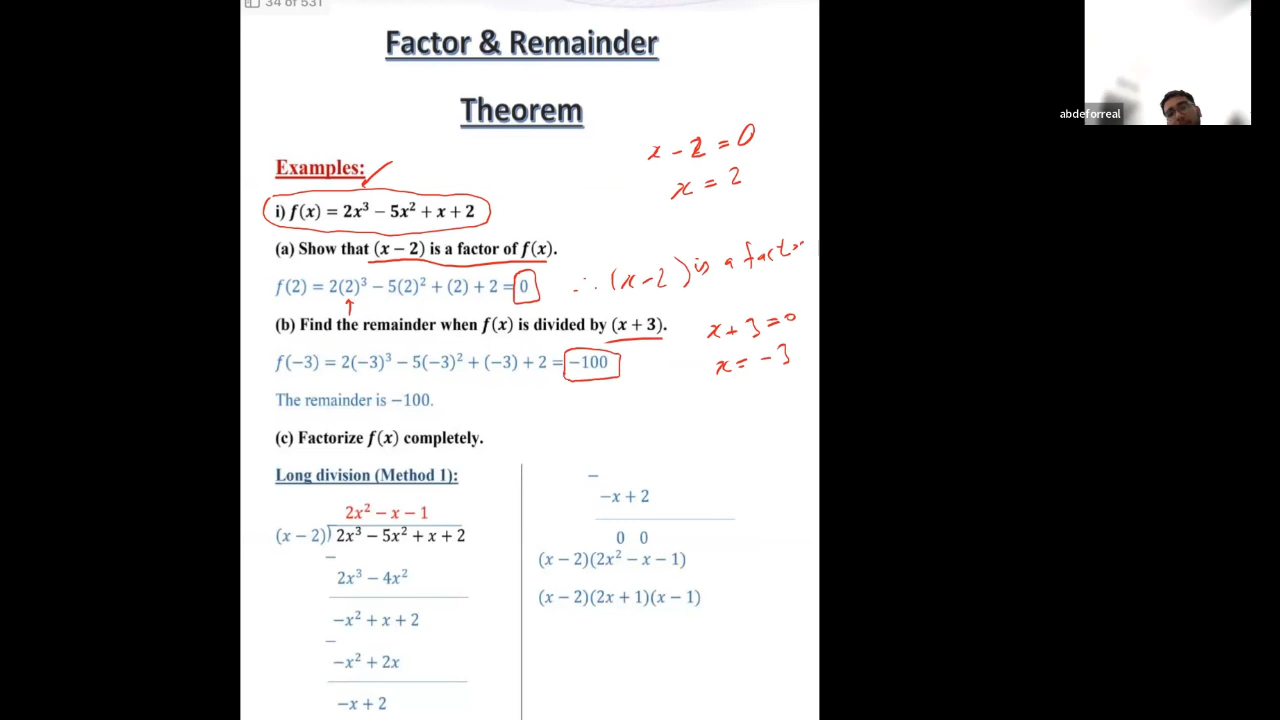 34 of 531
Factor & Remainder
Theorem
abdeforreal
x - 2 = 0
x = 2
Examples:
i) f(x) = 2x³ − 5x² + x + 2
(a) Show that (x − 2) is a factor of f(x).
f(2) = 2(2)³ − 5(2)² + (2) + 2 = 0
∴ (x-2) is a factor
(b) Find the remainder when f(x) is divided by (x + 3).
x + 3 = 0
x = -3
f(−3) = 2(−3)³ − 5(−3)² + (−3) + 2 = −100
The remainder is −100.
(c) Factorize f(x) completely.
Long division (Method 1):
2x² − x − 1
(x − 2)) 2x³ − 5x² + x + 2
−
2x³ − 4x²
−x² + x + 2
−
−x² + 2x
−x + 2
−
−x + 2
0 0
(x − 2)(2x² − x − 1)
(x − 2)(2x + 1)(x − 1)